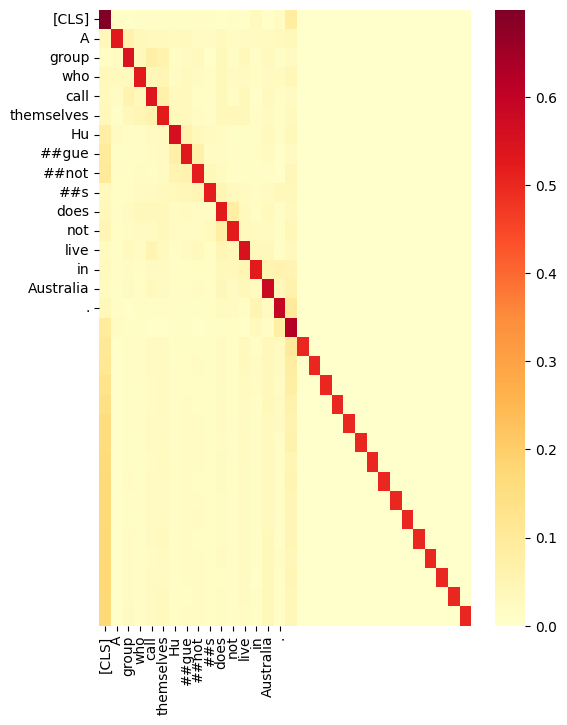 [CLS]
A
group
who
call
themselves
Hu
##gue
##not
##s
does
not
live
in
Australia
.
[CLS]
A
group
who
call
themselves
Hu
##gue
##not
##s
does
not
live
in
Australia
.
0.6
0.5
0.4
0.3
0.2
0.1
0.0